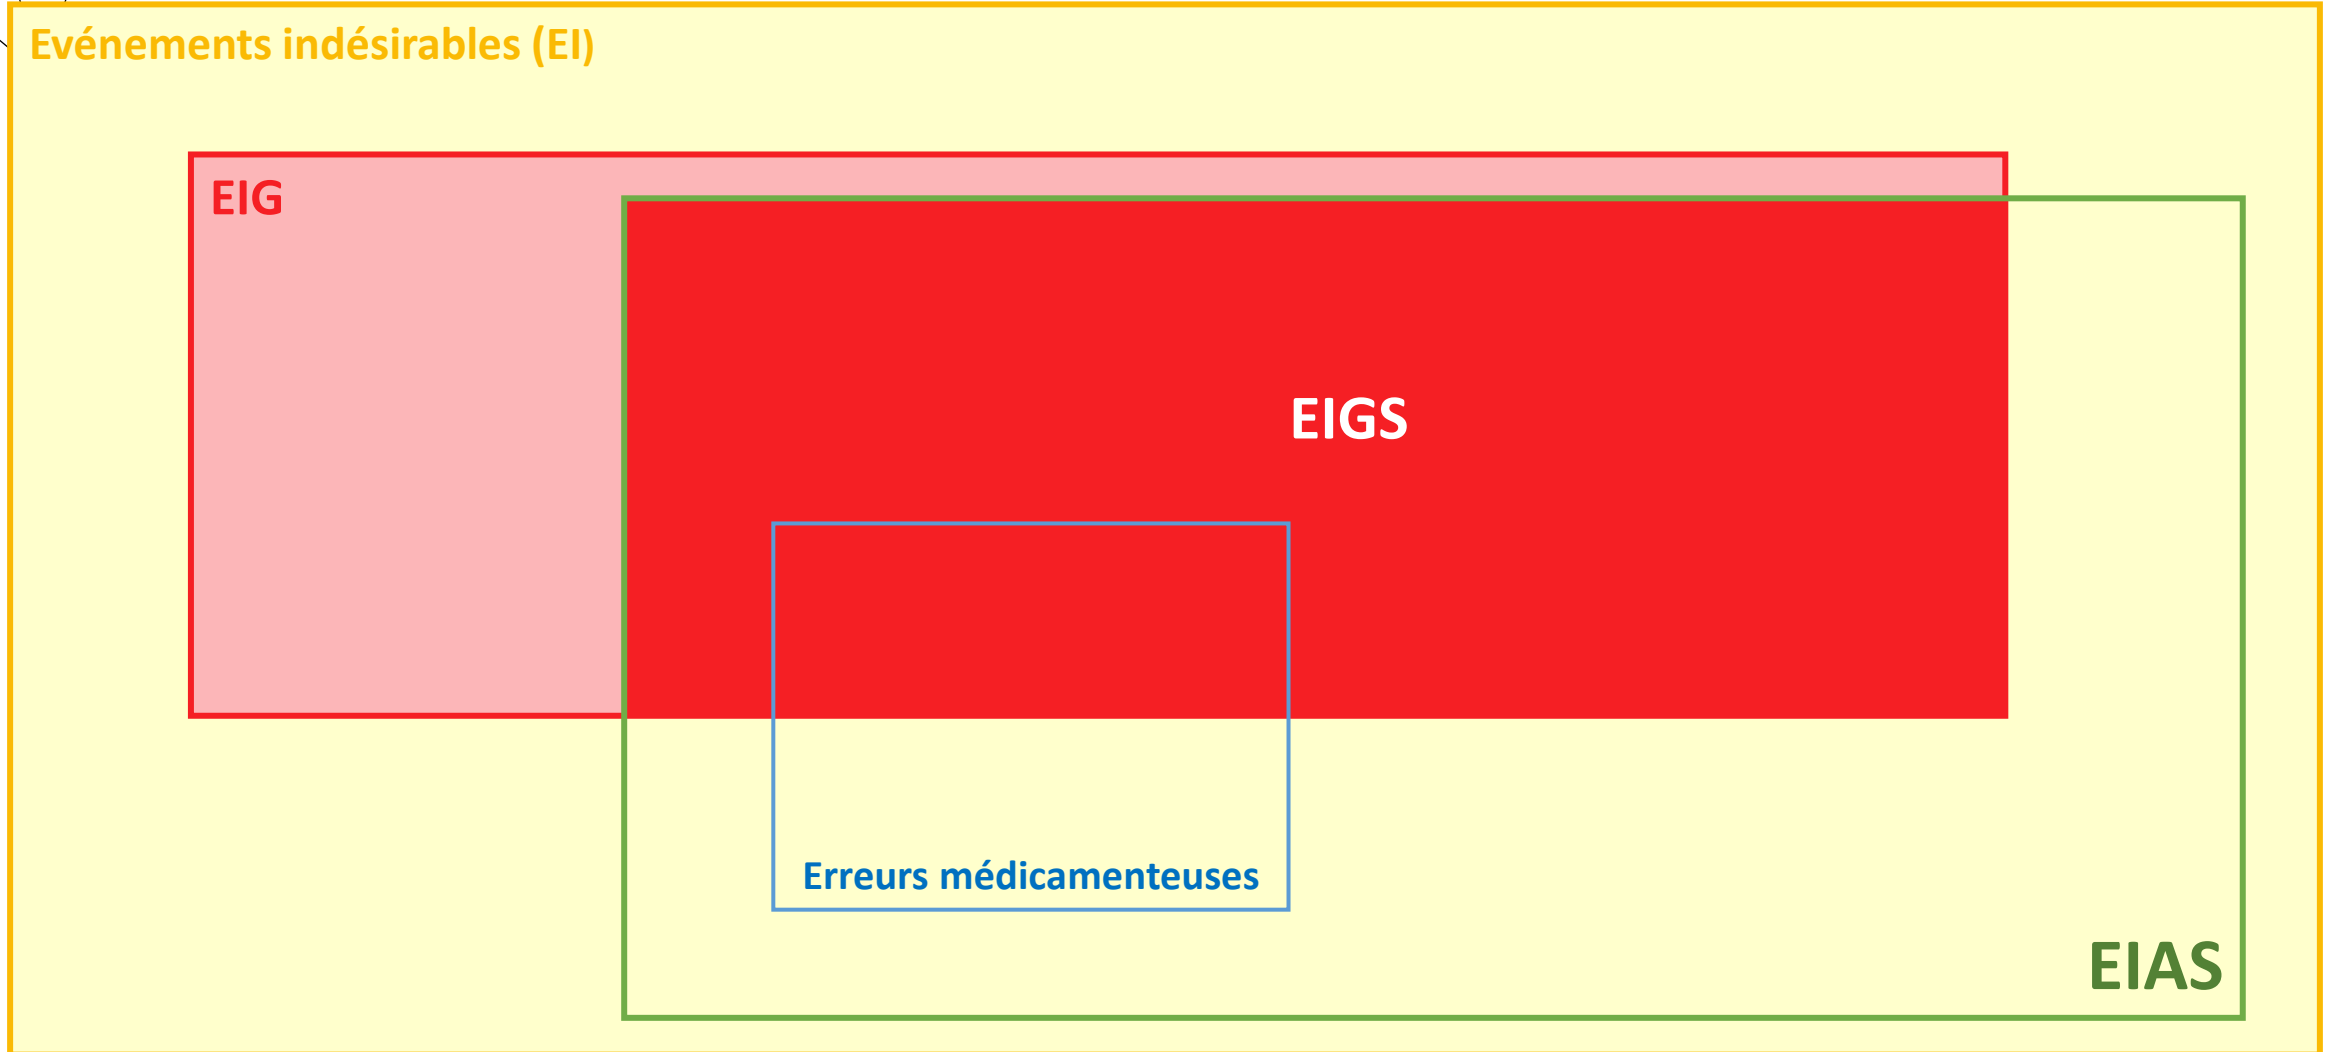 Evénements indésirables (EI)
EIG
EIGS
Erreurs médicamenteuses
EIAS